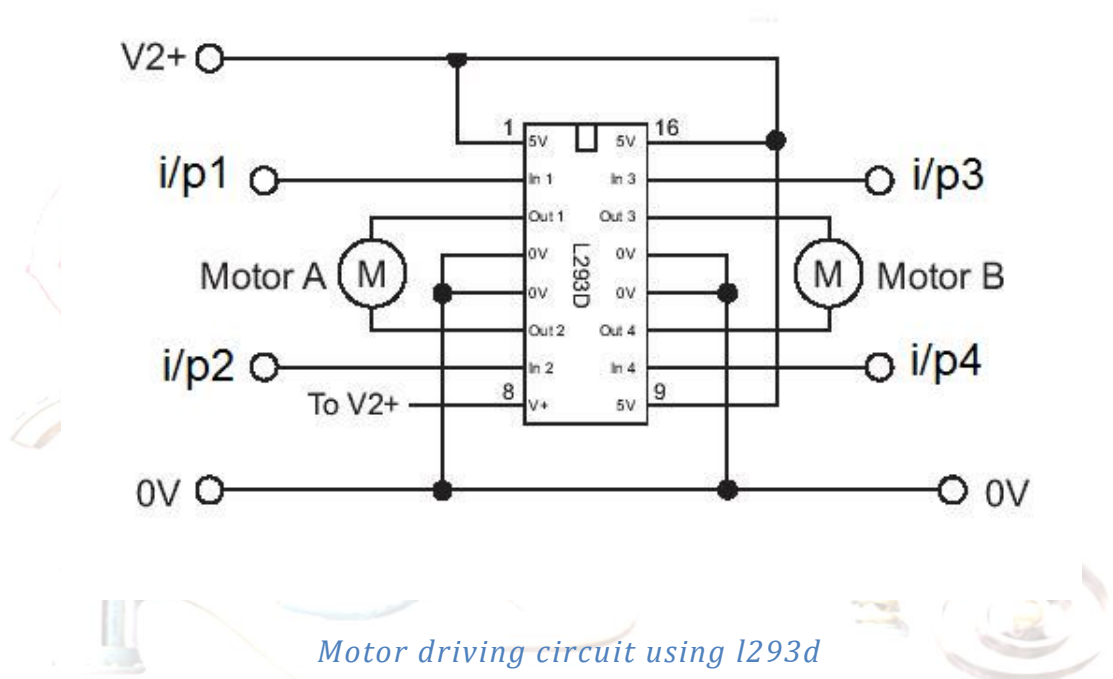 V2+
1 16
5V 5V
i/p1 In 1 In 3 i/p3
Out 1 Out 3
0V 0V
Motor A M L293D M Motor B
0V 0V
Out 2 Out 4
i/p2 In 2 In 4 i/p4
8 9
To V2+ V+ 5V
0V 0V
Motor driving circuit using l293d